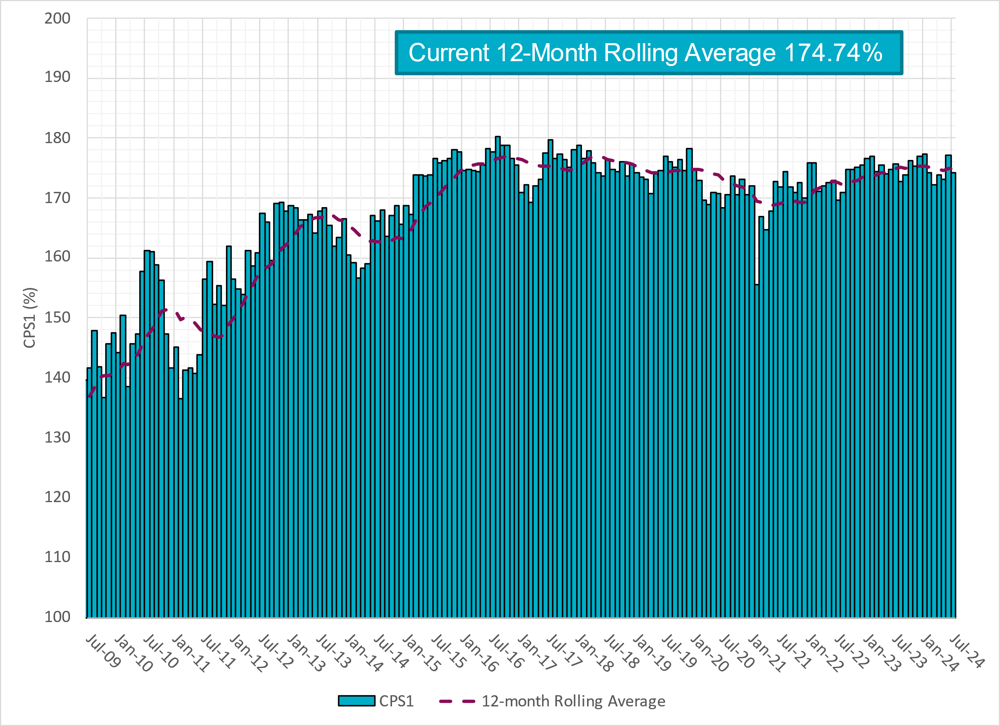 Current 12-Month Rolling Average 174.74%
CPS1 (%)
200
190
180
170
160
150
140
130
120
110
100
Jul-09
Jan-10
Jul-10
Jan-11
Jul-11
Jan-12
Jul-12
Jan-13
Jul-13
Jan-14
Jul-14
Jan-15
Jul-15
Jan-16
Jul-16
Jan-17
Jul-17
Jan-18
Jul-18
Jan-19
Jul-19
Jan-20
Jul-20
Jan-21
Jul-21
Jan-22
Jul-22
Jan-23
Jul-23
Jan-24
Jul-24
CPS1
12-month Rolling Average